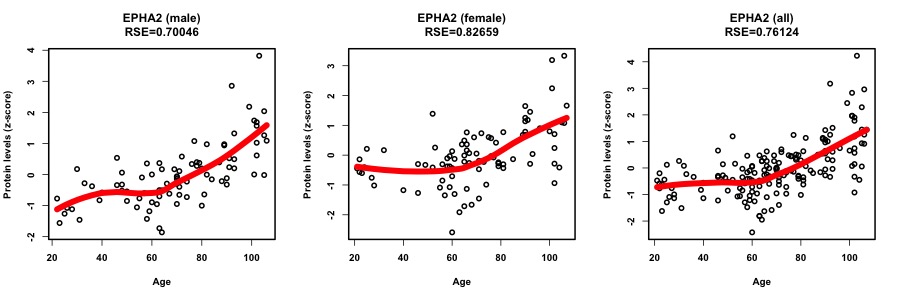 EPHA2 (male)
RSE=0.70046
Protein levels (z-score)
4
3
2
1
0
-1
-2
20 40 60 80 100
Age
EPHA2 (female)
RSE=0.82659
Protein levels (z-score)
3
2
1
0
-1
-2
20 40 60 80 100
Age
EPHA2 (all)
RSE=0.76124
Protein levels (z-score)
4
3
2
1
0
-1
-2
20 40 60 80 100
Age